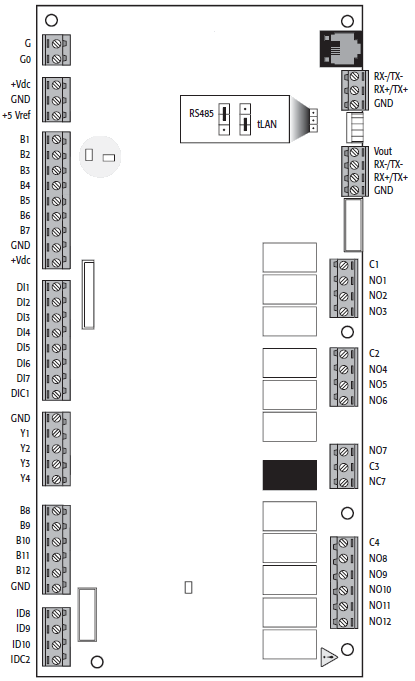 G
G0
+Vdc
GND
+5 Vref
B1
B2
B3
B4
B5
B6
B7
GND
+Vdc
DI1
DI2
DI3
DI4
DI5
DI6
DI7
DIC1
GND
Y1
Y2
Y3
Y4
B8
B9
B10
B11
B12
GND
ID8
ID9
ID10
IDC2
RS485
tLAN
RX-/TX-
RX+/TX+
GND
Vout
RX-/TX-
RX+/TX+
GND
C1
NO1
NO2
NO3
C2
NO4
NO5
NO6
NO7
C3
NC7
C4
NO8
NO9
NO10
NO11
NO12